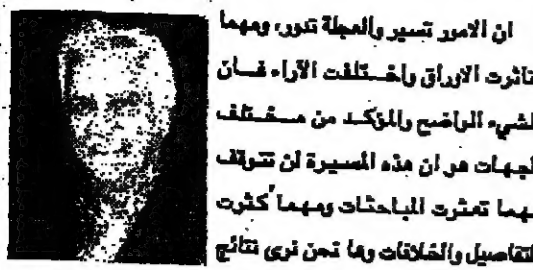 ان الامور تسير والعجلة تدور، ومهما
تناثرت الاوراق واختلفت الآراء فان
الشيء الواضح والمؤكد من مختلف
الجهات هو ان هذه المسيرة لن تتوقف
مهما تعثرت المباحثات ومهما كثرت
التفاصيل والخلافات وها نحن نرى نتائج